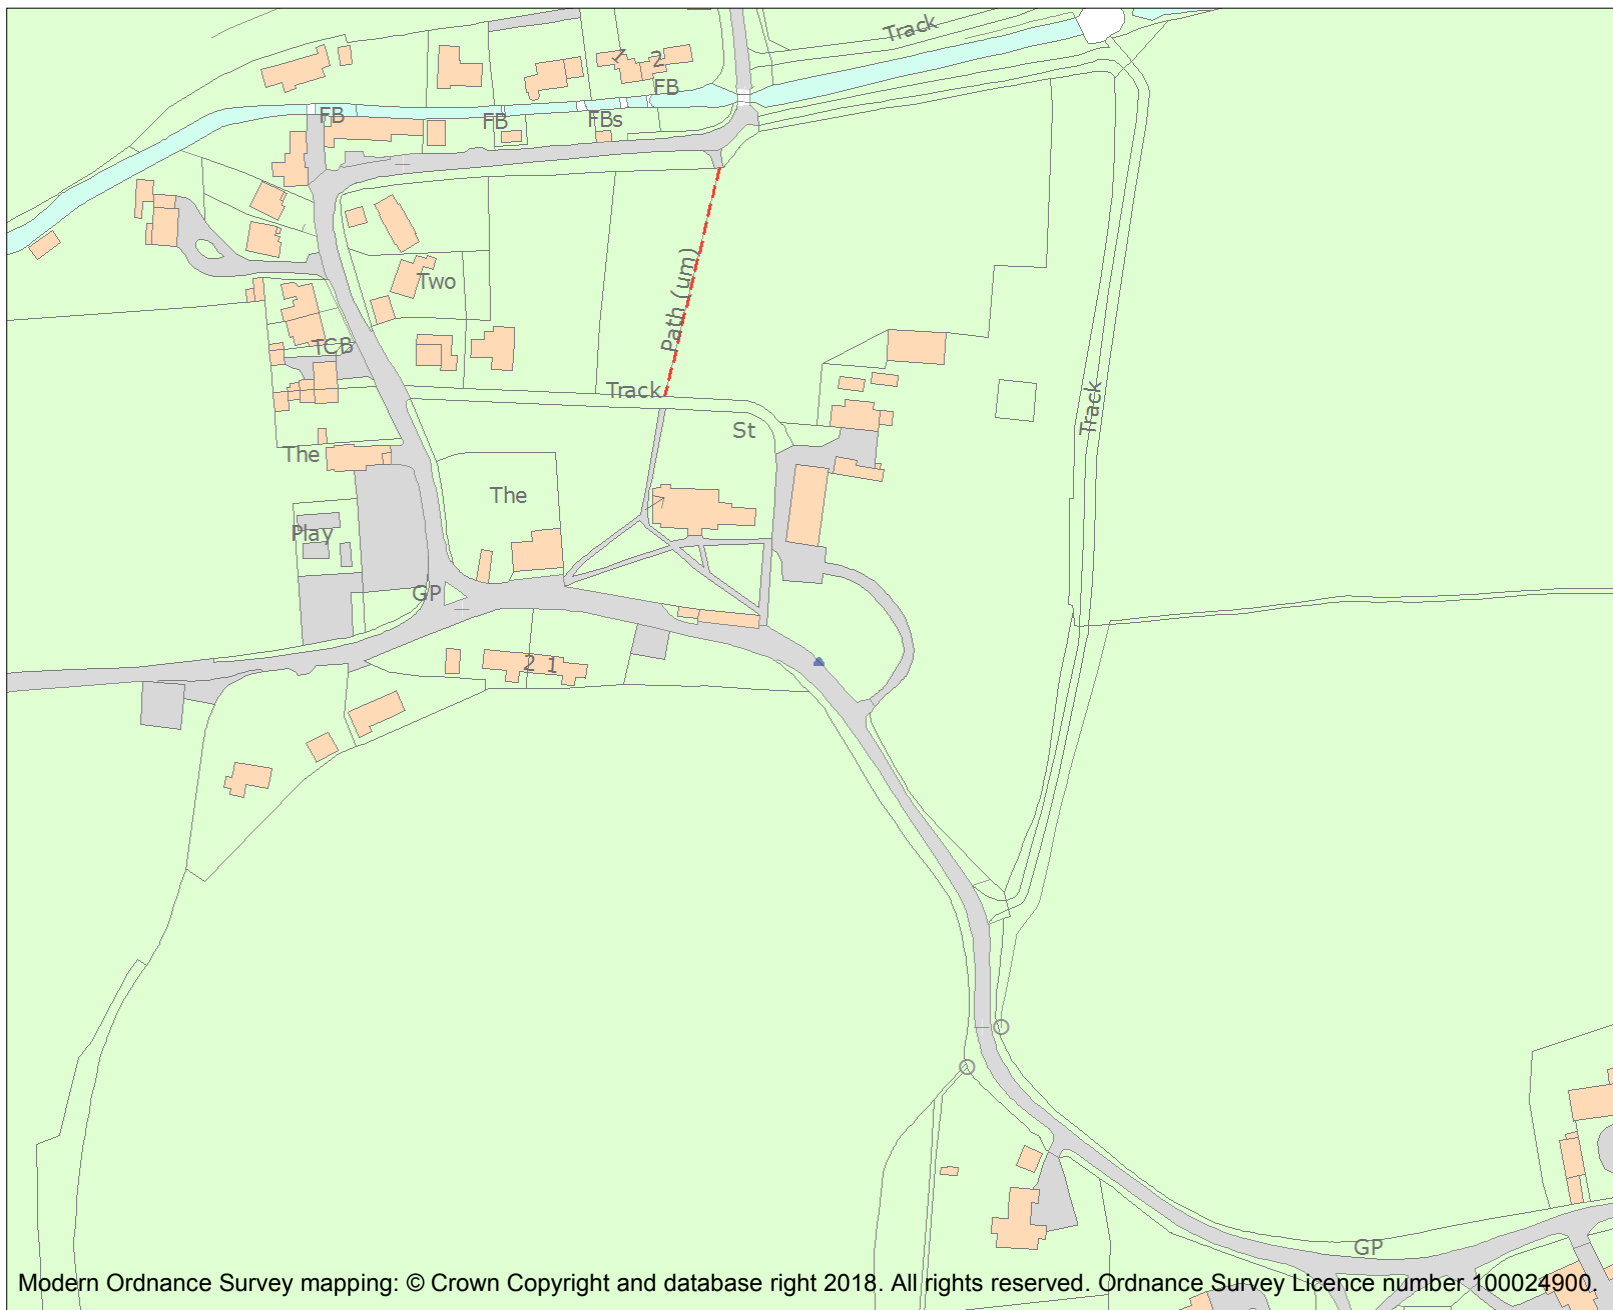 Track
1
2
FB
FB
FB
FBs
Two
Path (um)
TCB
Track
Track
St
The
The
Play
GP
2 1
GP
Modern Ordnance Survey mapping: © Crown Copyright and database right 2018. All rights reserved. Ordnance Survey Licence number 100024900.